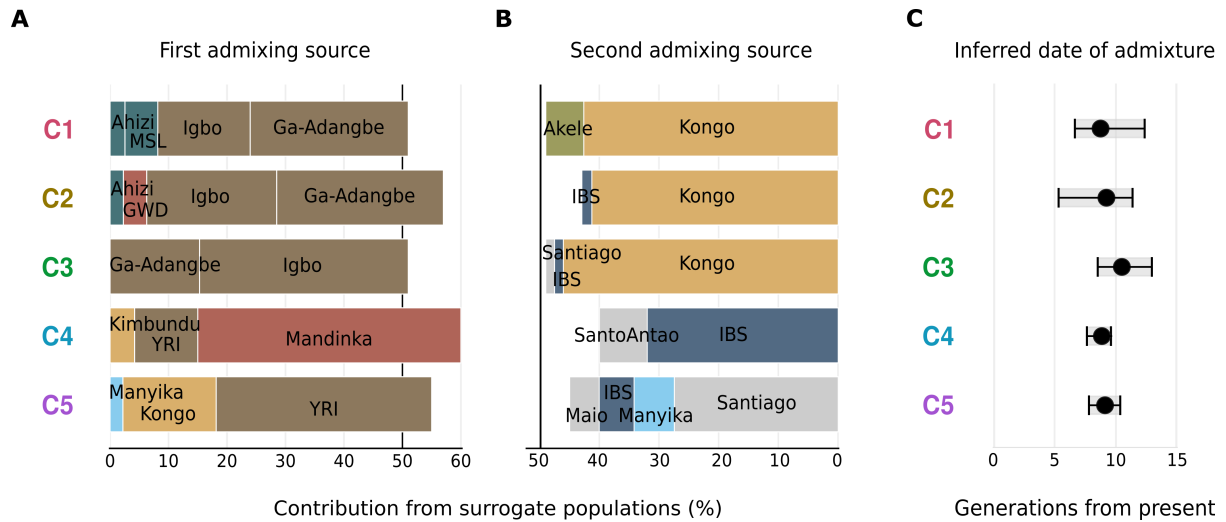 A
B
C
First admixing source
Second admixing source
Inferred date of admixture
C1
Ahizi
MSL
Igbo
Ga-Adangbe
Akele
Kongo
C1
C2
Ahizi
GWD
Igbo
Ga-Adangbe
IBS
Kongo
C2
C3
Ga-Adangbe
Igbo
Santiago
IBS
Kongo
C3
C4
Kimbundu
YRI
Mandinka
SantoAntao
IBS
C4
C5
Manyika
Kongo
YRI
Maio
IBS
Manyika
Santiago
C5
0 10 20 30 40 50 60
50 40 30 20 10 0
0 5 10 15
Contribution from surrogate populations (%)
Generations from present